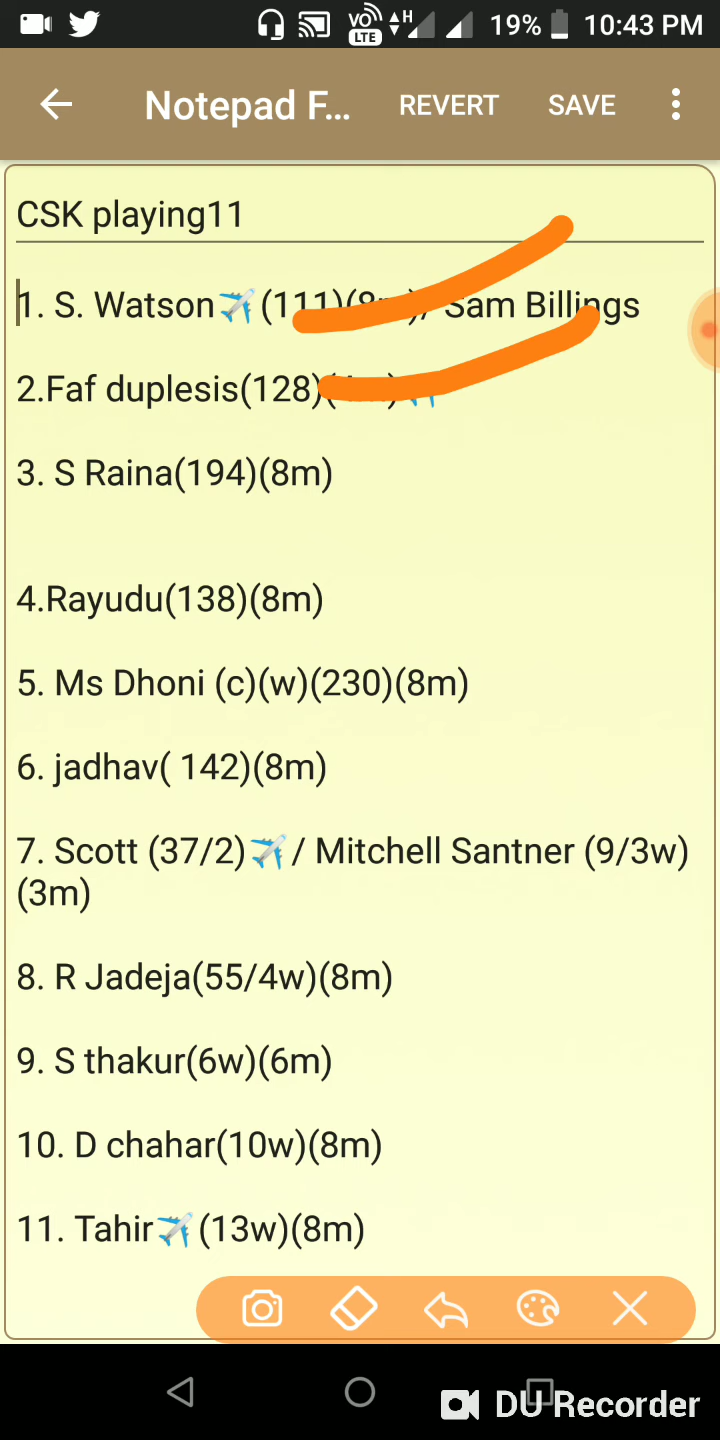 VO LTE H 19% 10:43 PM
Notepad F... REVERT SAVE
CSK playing11
1. S. Watson✈️(111) Sam Billings
2.Faf duplesis(128) ✈️
3. S Raina(194)(8m)
4.Rayudu(138)(8m)
5. Ms Dhoni (c)(w)(230)(8m)
6. jadhav( 142)(8m)
7. Scott (37/2)✈️/ Mitchell Santner (9/3w)
(3m)
8. R Jadeja(55/4w)(8m)
9. S thakur(6w)(6m)
10. D chahar(10w)(8m)
11. Tahir✈️(13w)(8m)
DU Recorder